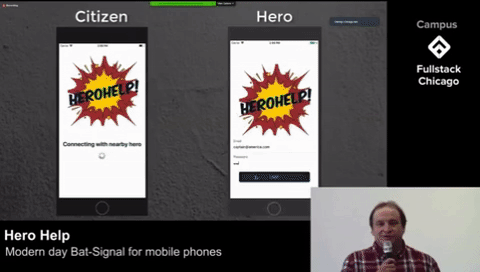 Citizen
Hero
Campus
Fullstack
Chicago
HEROHELP!
HEROHELP!
Connecting with nearby hero
Email
captain@america.com
Password
Hero Help
Modern day Bat-Signal for mobile phones